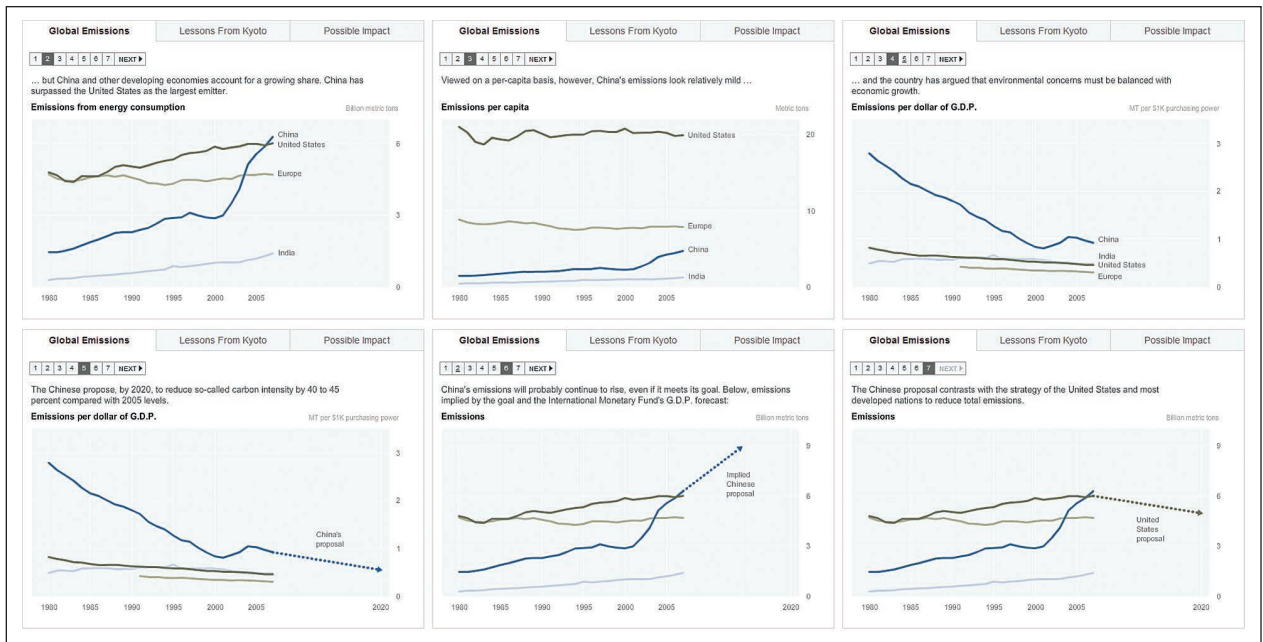 Global Emissions Lessons From Kyoto Possible Impact
1 2 3 4 5 6 7 NEXT
... but China and other developing economies account for a growing share. China has
surpassed the United States as the largest emitter.
Emissions from energy consumption Billion metric tons
China
United States
6
Europe
3
India
0
1980 1985 1990 1995 2000 2005
Global Emissions Lessons From Kyoto Possible Impact
1 2 3 4 5 6 7 NEXT
Viewed on a per-capita basis, however, China's emissions look relatively mild ...
Emissions per capita Metric tons
United States
20
10
Europe
China
India
0
1980 1985 1990 1995 2000 2005
Global Emissions Lessons From Kyoto Possible Impact
1 2 3 4 5 6 7 NEXT
... and the country has argued that environmental concerns must be balanced with
economic growth.
Emissions per dollar of G.D.P. MT per $1K purchasing power
3
2
China
1
India
United States
Europe
0
1980 1985 1990 1995 2000 2005
Global Emissions Lessons From Kyoto Possible Impact
1 2 3 4 5 6 7 NEXT
The Chinese propose, by 2020, to reduce so-called carbon intensity by 40 to 45
percent compared with 2005 levels.
Emissions per dollar of G.D.P. MT per $1K purchasing power
3
2
China's
proposal
1
0
1980 1985 1990 1995 2000 2005 2020
Global Emissions Lessons From Kyoto Possible Impact
1 2 3 4 5 6 7 NEXT
China's emissions will probably continue to rise, even if it meets its goal. Below, emissions
implied by the goal and the International Monetary Fund's G.D.P. forecast:
Emissions Billion metric tons
9
Implied
Chinese
proposal
6
3
0
1980 1985 1990 1995 2000 2005 2020
Global Emissions Lessons From Kyoto Possible Impact
1 2 3 4 5 6 7 NEXT
The Chinese proposal contrasts with the strategy of the United States and most
developed nations to reduce total emissions.
Emissions Billion metric tons
9
6
United
States
proposal
3
0
1980 1985 1990 1995 2000 2005 2020